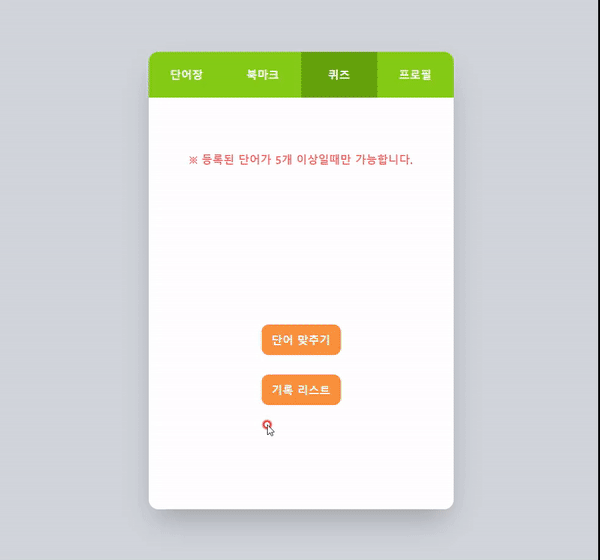 단어장 북마크 퀴즈 프로필
※ 등록된 단어가 5개 이상일때만 가능합니다.
단어 맞추기
기록 리스트